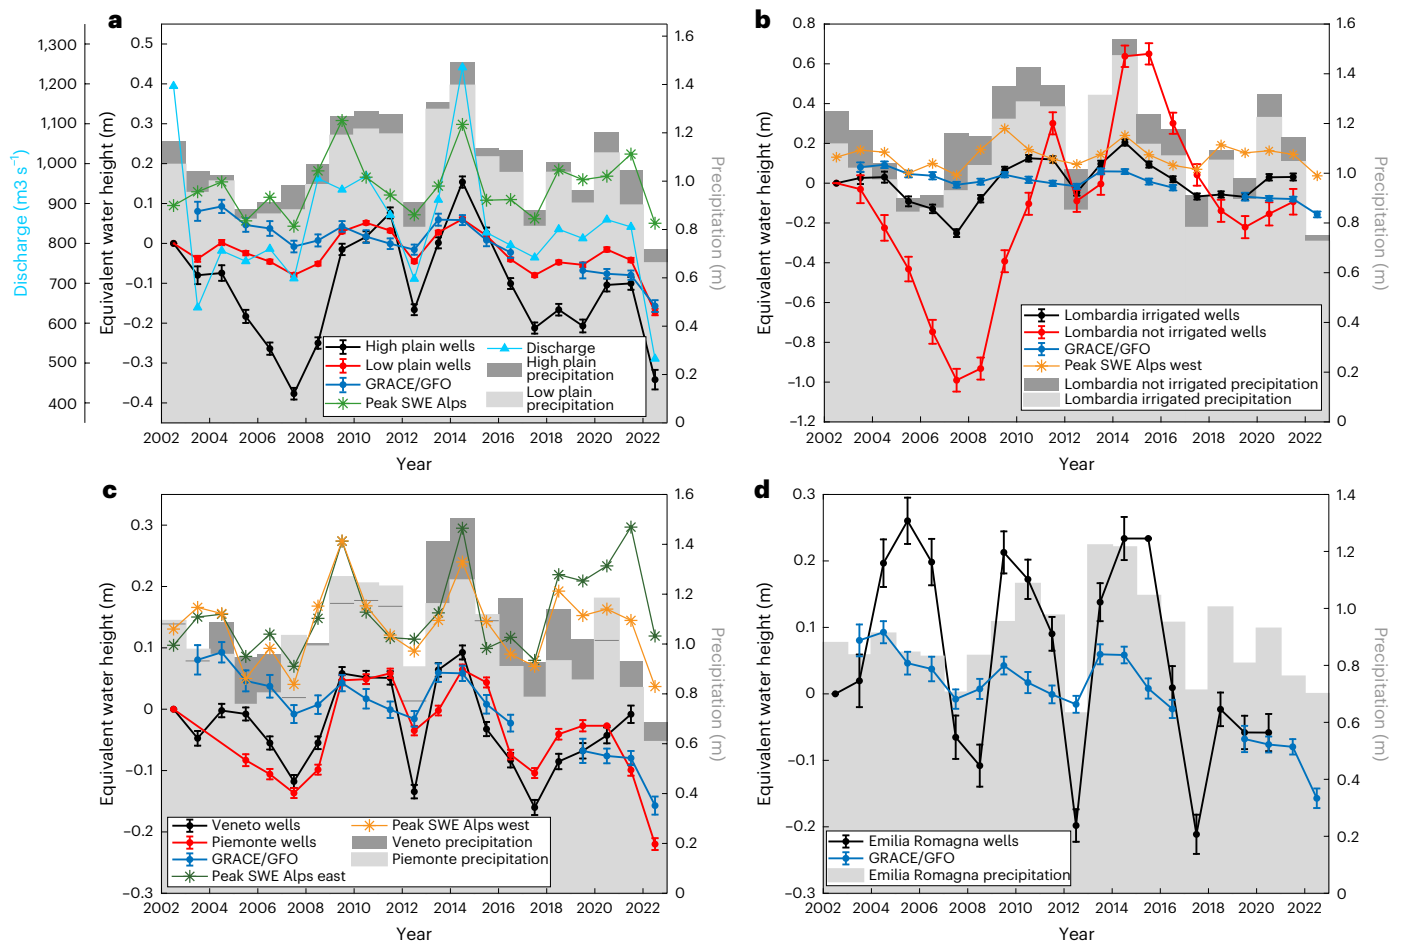 a
Discharge (m3 s⁻¹)
1,300
1,200
1,100
1,000
900
800
700
600
500
400
Equivalent water height (m)
0.5
0.4
0.3
0.2
0.1
0
−0.1
−0.2
−0.3
−0.4
High plain wells
Low plain wells
GRACE/GFO
Peak SWE Alps
Discharge
High plain
precipitation
Low plain
precipitation
1.6
1.4
1.2
1.0
0.8
0.6
0.4
0.2
0
Precipitation (m)
2002 2004 2006 2008 2010 2012 2014 2016 2018 2020 2022
Year
b
Equivalent water height (m)
0.8
0.6
0.4
0.2
0
−0.2
−0.4
−0.6
−0.8
−1.0
−1.2
Lombardia irrigated wells
Lombardia not irrigated wells
GRACE/GFO
Peak SWE Alps west
Lombardia not irrigated precipitation
Lombardia irrigated precipitation
1.6
1.4
1.2
1.0
0.8
0.6
0.4
0.2
0
Precipitation (m)
2002 2004 2006 2008 2010 2012 2014 2016 2018 2020 2022
Year
c
Equivalent water height (m)
0.3
0.2
0.1
0
−0.1
−0.2
−0.3
Veneto wells
Piemonte wells
GRACE/GFO
Peak SWE Alps east
Peak SWE Alps west
Veneto precipitation
Piemonte precipitation
1.6
1.4
1.2
1.0
0.8
0.6
0.4
0.2
0
Precipitation (m)
2002 2004 2006 2008 2010 2012 2014 2016 2018 2020 2022
Year
d
Equivalent water height (m)
0.3
0.2
0.1
0
−0.1
−0.2
−0.3
Emilia Romagna wells
GRACE/GFO
Emilia Romagna precipitation
1.4
1.2
1.0
0.8
0.6
0.4
0.2
0
Precipitation (m)
2002 2004 2006 2008 2010 2012 2014 2016 2018 2020 2022
Year